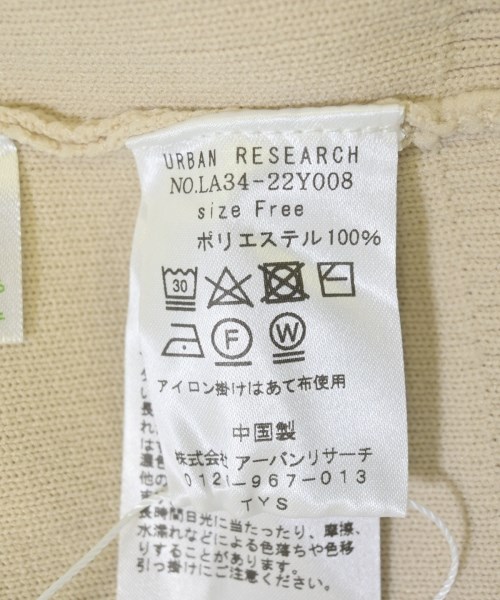 URBAN RESEARCH
NO.LA34-22Y008
size Free
ポリエステル100%
30
F
W
アイロン掛けはあて布使用
中国製
株式会社 アーバンリサーチ
0120-967-013
TYS
長時間日光に当たったり、摩擦、
水濡れなどによる色落ちや色移
りすることがあります。
引っ掛けにご注意ください。